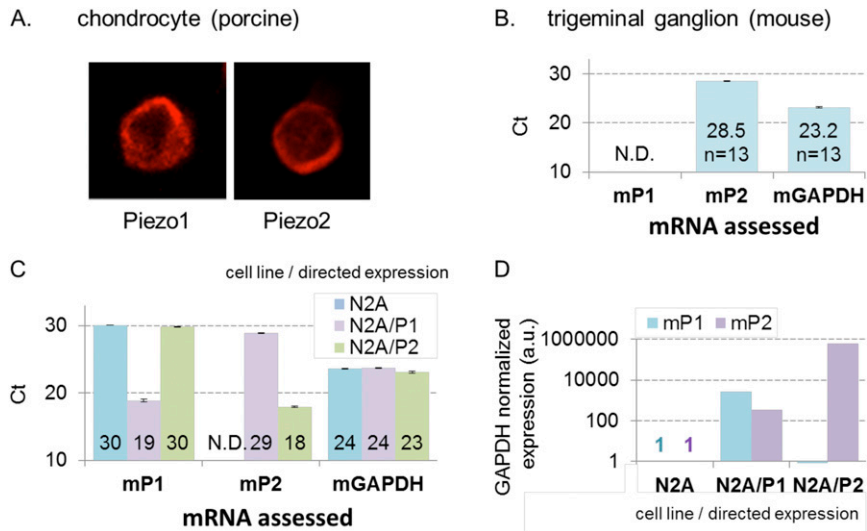 A. chondrocyte (porcine)
Piezo1
Piezo2
B. trigeminal ganglion (mouse)
Ct
30
20
10
N.D.
28.5
n=13
23.2
n=13
mP1
mP2
mGAPDH
mRNA assessed
C
cell line / directed expression
N2A
N2A/P1
N2A/P2
Ct
30
20
10
30
19
30
N.D.
29
18
24
24
23
mP1
mP2
mGAPDH
mRNA assessed
D
mP1
mP2
GAPDH normalized
expression (a.u.)
1000000
10000
100
1
1
1
N2A
N2A/P1
N2A/P2
cell line / directed expression